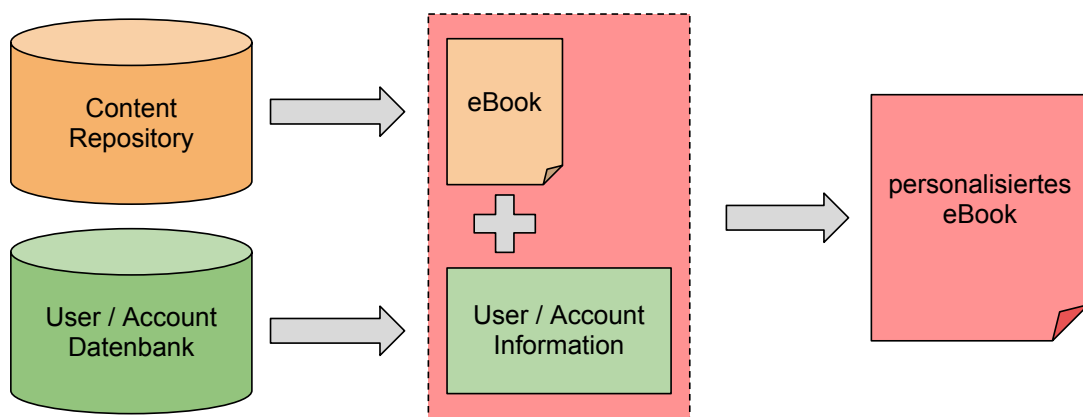 Content
Repository
eBook
User / Account
Datenbank
User / Account
Information
personalisiertes
eBook